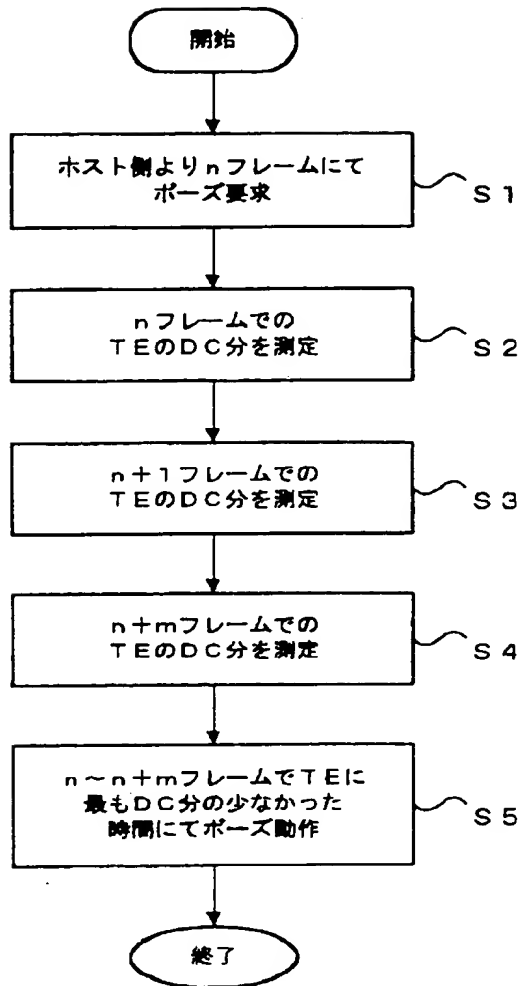 開始
ホスト側よりnフレームにて
ポーズ要求
S1
nフレームでの
TEのDC分を測定
S2
n+1フレームでの
TEのDC分を測定
S3
n+mフレームでの
TEのDC分を測定
S4
n~n+mフレームでTEに
最もDC分の少なかった
時間にてポーズ動作
S5
終了